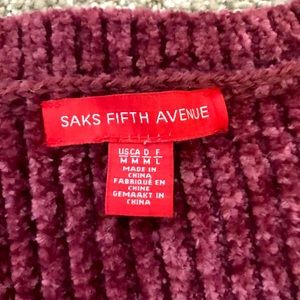 SAKS FIFTH AVENUE
US CA D F
M M M L
MADE IN
CHINA
FABRIQUÉ EN
CHINE
GEMAAKT IN
CHINA